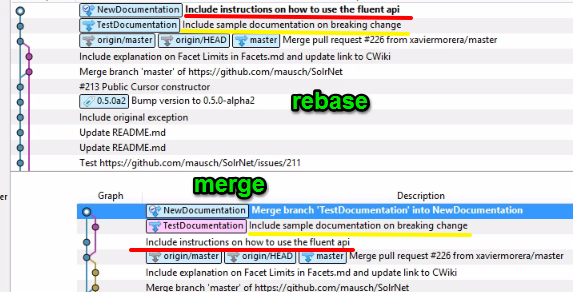 NewDocumentation Include instructions on how to use the fluent api
TestDocumentation Include sample documentation on breaking change
origin/master origin/HEAD master Merge pull request #226 from xaviermorera/master
Include explanation on Facet Limits in Facets.md and update link to CWiki
Merge branch 'master' of https://github.com/mausch/SolrNet
#213 Public Cursor constructor
rebase
0.5.0a2 Bump version to 0.5.0-alpha2
Include original exception
Update README.md
Update README.md
Test https://github.com/mausch/SolrNet/issues/211
merge
er
Graph Description
NewDocumentation Merge branch 'TestDocumentation' into NewDocumentation
TestDocumentation Include sample documentation on breaking change
Include instructions on how to use the fluent api
origin/master origin/HEAD master Merge pull request #226 from xaviermorera/master
Include explanation on Facet Limits in Facets.md and update link to CWiki
Merge branch 'master' of https://github.com/mausch/SolrNet